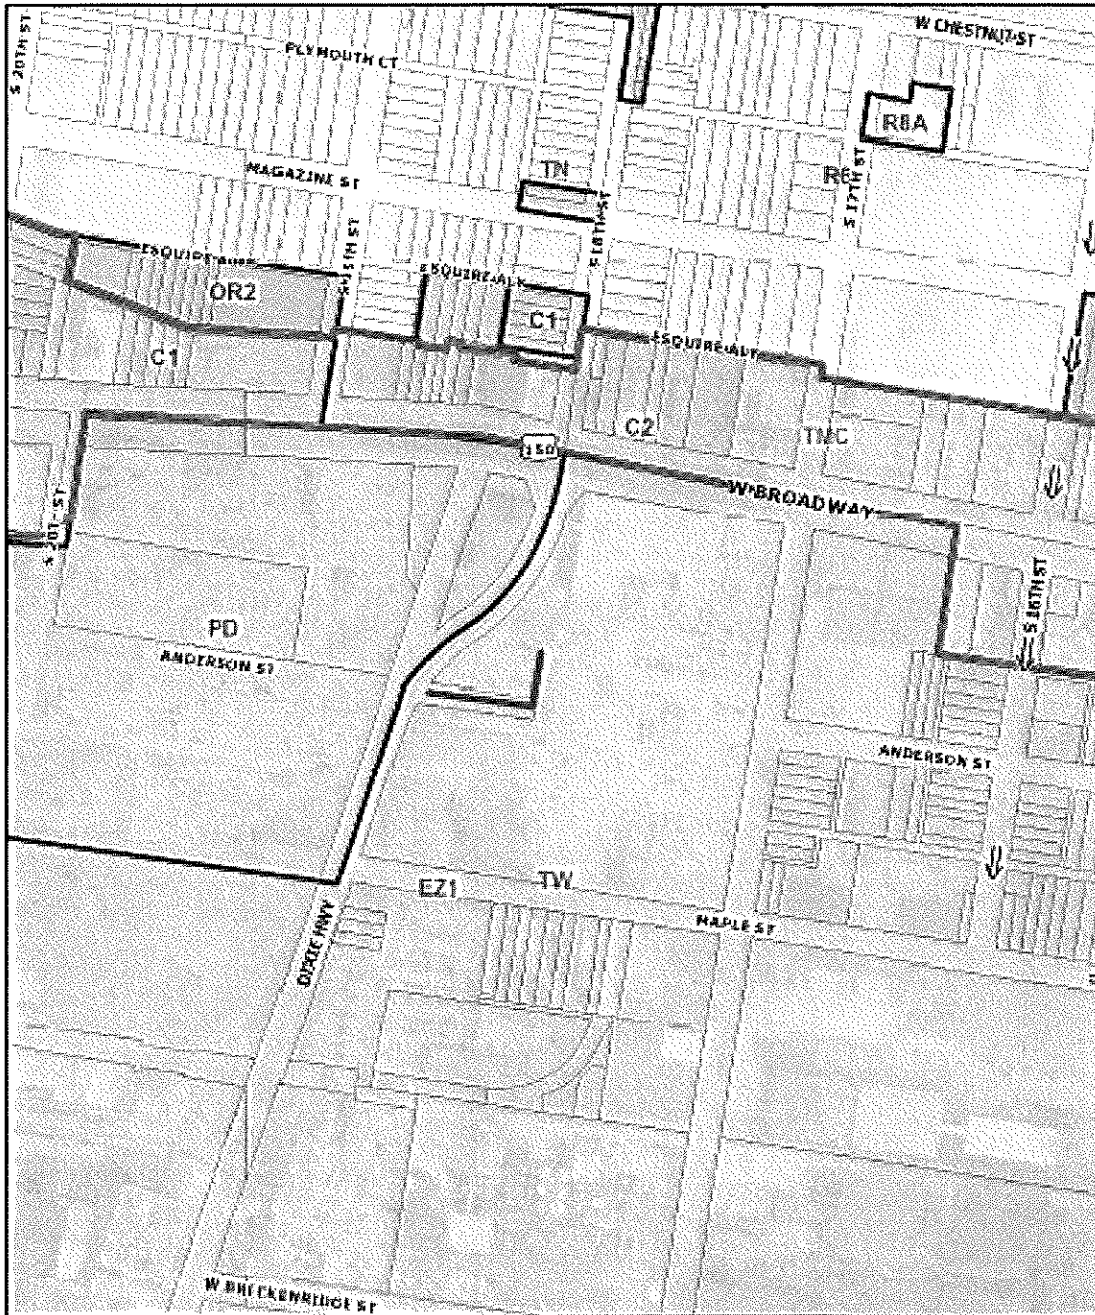 W CHESTNUT ST
S 20TH ST
PLYMOUTH CT
R8A
TN
R6
S 17TH ST
MAGAZINE ST
S 18TH ST
ESQUIRE ALY
ESQUIRE ALY
OR2
C1
ESQUIRE ALY
C1
C2
TMC
150
W BROADWAY
S 20TH ST
S 16TH ST
PD
ANDERSON ST
ANDERSON ST
EZ1
TW
MAPLE ST
DIXIE HWY
W BRECKENRIDGE ST